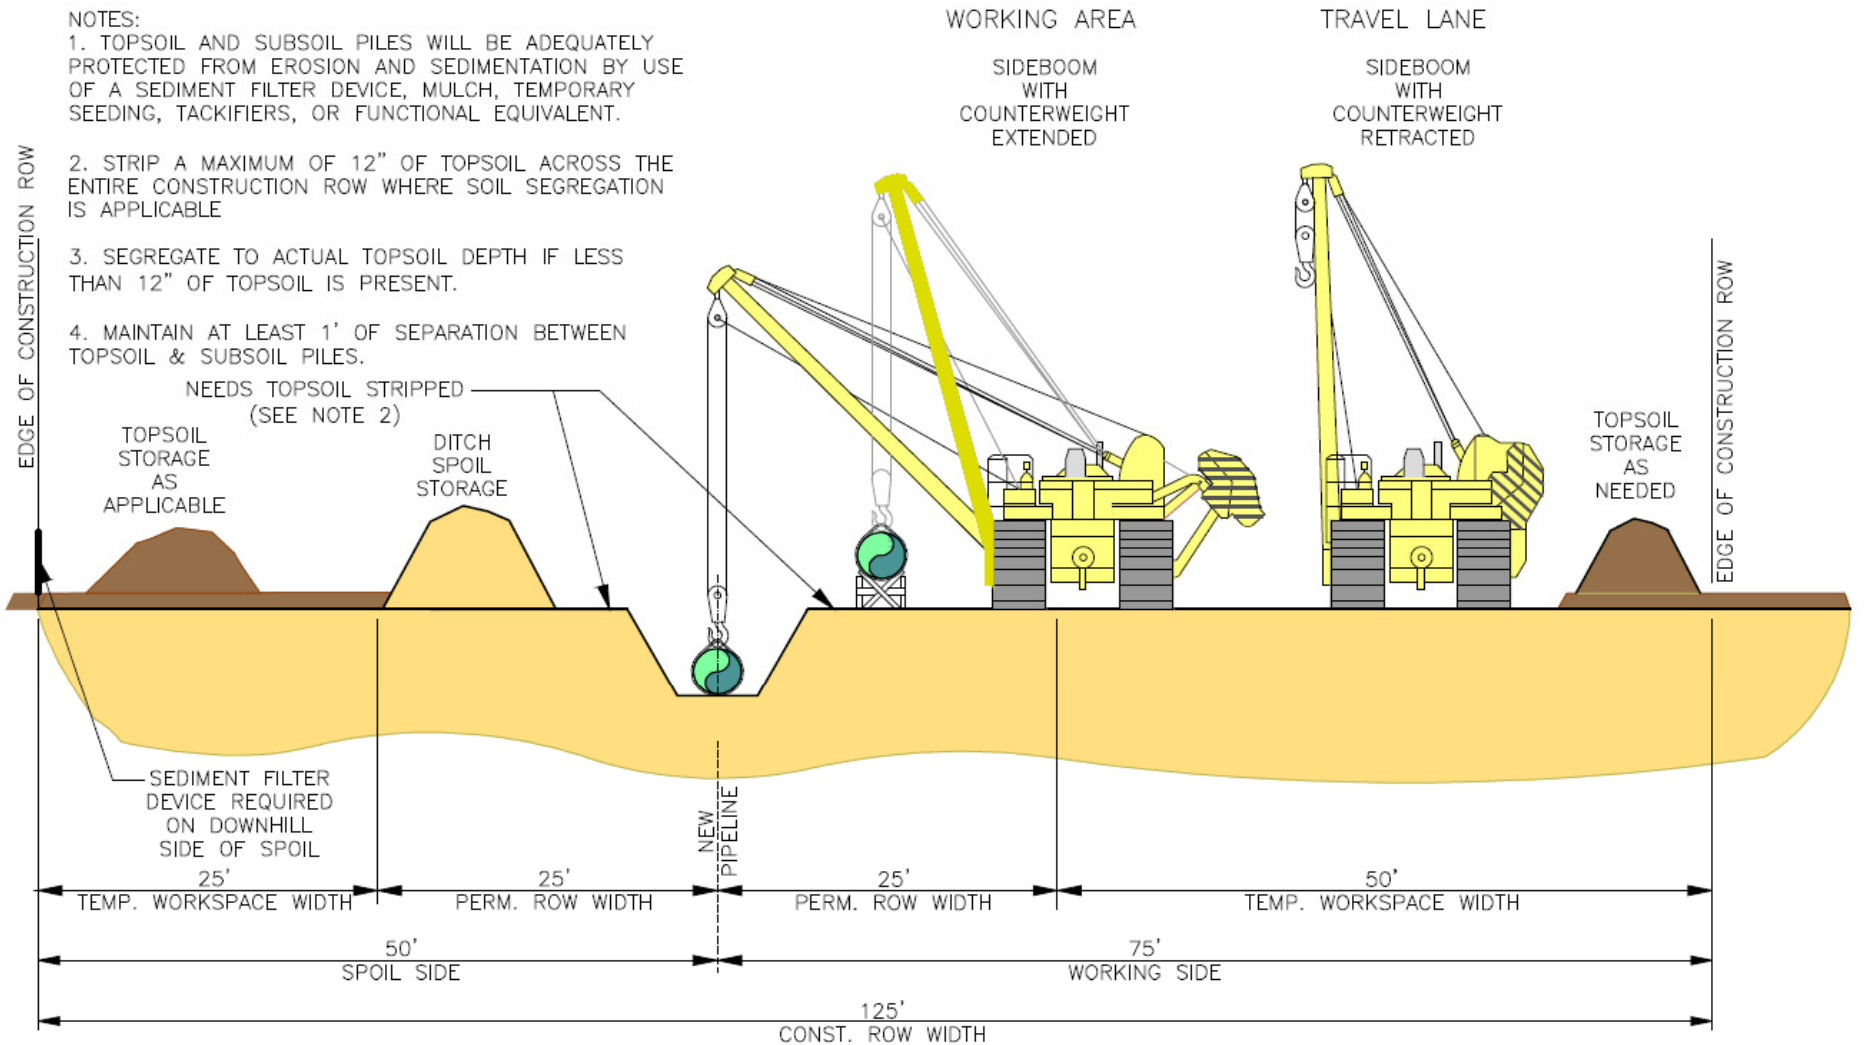 NOTES:
1. TOPSOIL AND SUBSOIL PILES WILL BE ADEQUATELY
PROTECTED FROM EROSION AND SEDIMENTATION BY USE
OF A SEDIMENT FILTER DEVICE, MULCH, TEMPORARY
SEEDING, TACKIFIERS, OR FUNCTIONAL EQUIVALENT.
2. STRIP A MAXIMUM OF 12" OF TOPSOIL ACROSS THE
ENTIRE CONSTRUCTION ROW WHERE SOIL SEGREGATION
IS APPLICABLE
3. SEGREGATE TO ACTUAL TOPSOIL DEPTH IF LESS
THAN 12" OF TOPSOIL IS PRESENT.
4. MAINTAIN AT LEAST 1' OF SEPARATION BETWEEN
TOPSOIL & SUBSOIL PILES.
WORKING AREA
SIDEBOOM
WITH
COUNTERWEIGHT
EXTENDED
TRAVEL LANE
SIDEBOOM
WITH
COUNTERWEIGHT
RETRACTED
EDGE OF CONSTRUCTION ROW
NEEDS TOPSOIL STRIPPED
(SEE NOTE 2)
TOPSOIL
STORAGE
AS
APPLICABLE
DITCH
SPOIL
STORAGE
TOPSOIL
STORAGE
AS
NEEDED
EDGE OF CONSTRUCTION ROW
SEDIMENT FILTER
DEVICE REQUIRED
ON DOWNHILL
SIDE OF SPOIL
NEW
PIPELINE
25'
TEMP. WORKSPACE WIDTH
25'
PERM. ROW WIDTH
25'
PERM. ROW WIDTH
50'
TEMP. WORKSPACE WIDTH
50'
SPOIL SIDE
75'
WORKING SIDE
125'
CONST. ROW WIDTH